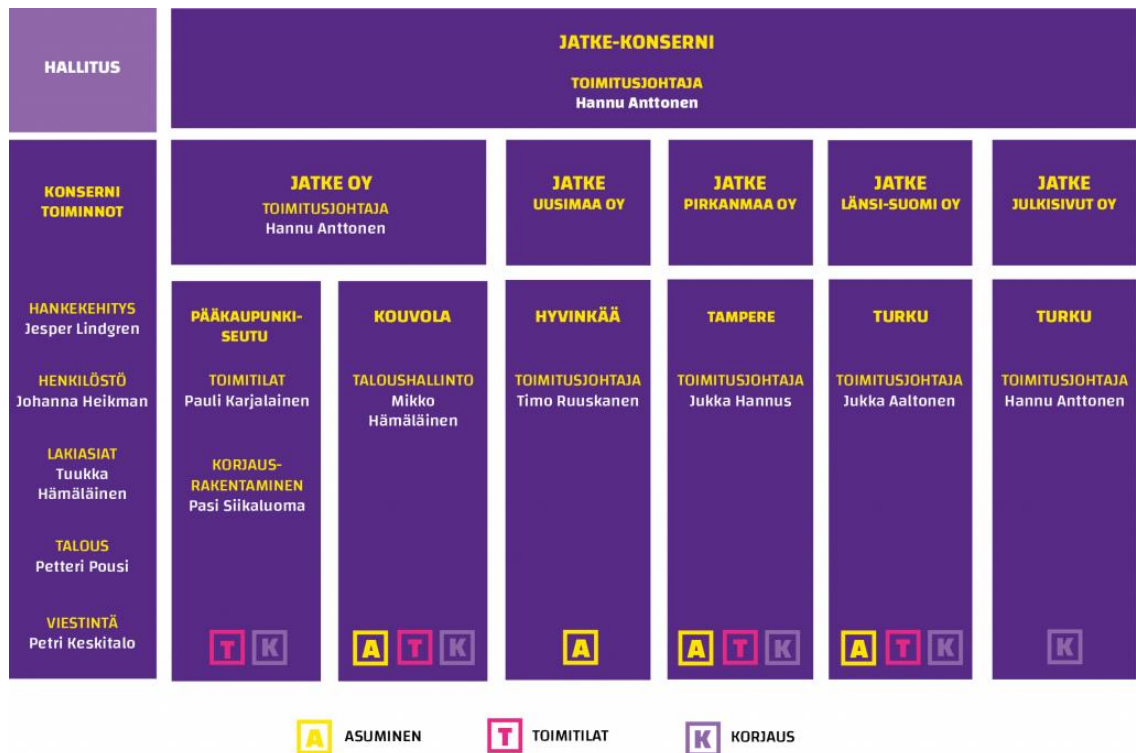 HALLITUS
JATKE-KONSERNI
TOIMITUSJOHTAJA
Hannu Anttonen
KONSERNI
TOIMINNOT
HANKEKEHITYS
Jesper Lindgren
HENKILÖSTÖ
Johanna Heikman
LAKIASIAT
Tuukka
Hämäläinen
TALOUS
Petteri Pousi
VIESTINTÄ
Petri Keskitalo
JATKE OY
TOIMITUSJOHTAJA
Hannu Anttonen
PÄÄKAUPUNKI-
SEUTU
TOIMITILAT
Pauli Karjalainen
KORJAUS-
RAKENTAMINEN
Pasi Siikaluoma
T K
KOUVOLA
TALOUSHALLINTO
Mikko
Hämäläinen
A T K
JATKE
UUSIMAA OY
HYVINKÄÄ
TOIMITUSJOHTAJA
Timo Ruuskanen
A
JATKE
PIRKANMAA OY
TAMPERE
TOIMITUSJOHTAJA
Jukka Hannus
A T K
JATKE
LÄNSI-SUOMI OY
TURKU
TOIMITUSJOHTAJA
Jukka Aaltonen
A T K
JATKE
JULKISIVUT OY
TURKU
TOIMITUSJOHTAJA
Hannu Anttonen
K
A ASUMINEN
T TOIMITILAT
K KORJAUS